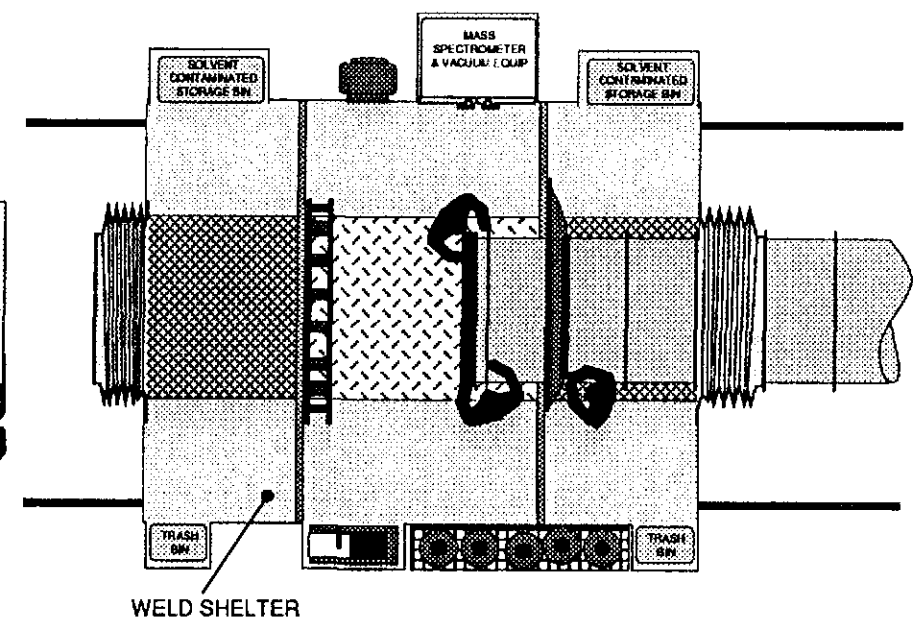 SOLVENT
CONTAMINATED
STORAGE BIN
MASS
SPECTROMETER
& VACUUM EQUIP
SOLVENT
CONTAMINATED
STORAGE BIN
TRASH
BIN
TRASH
BIN
WELD SHELTER